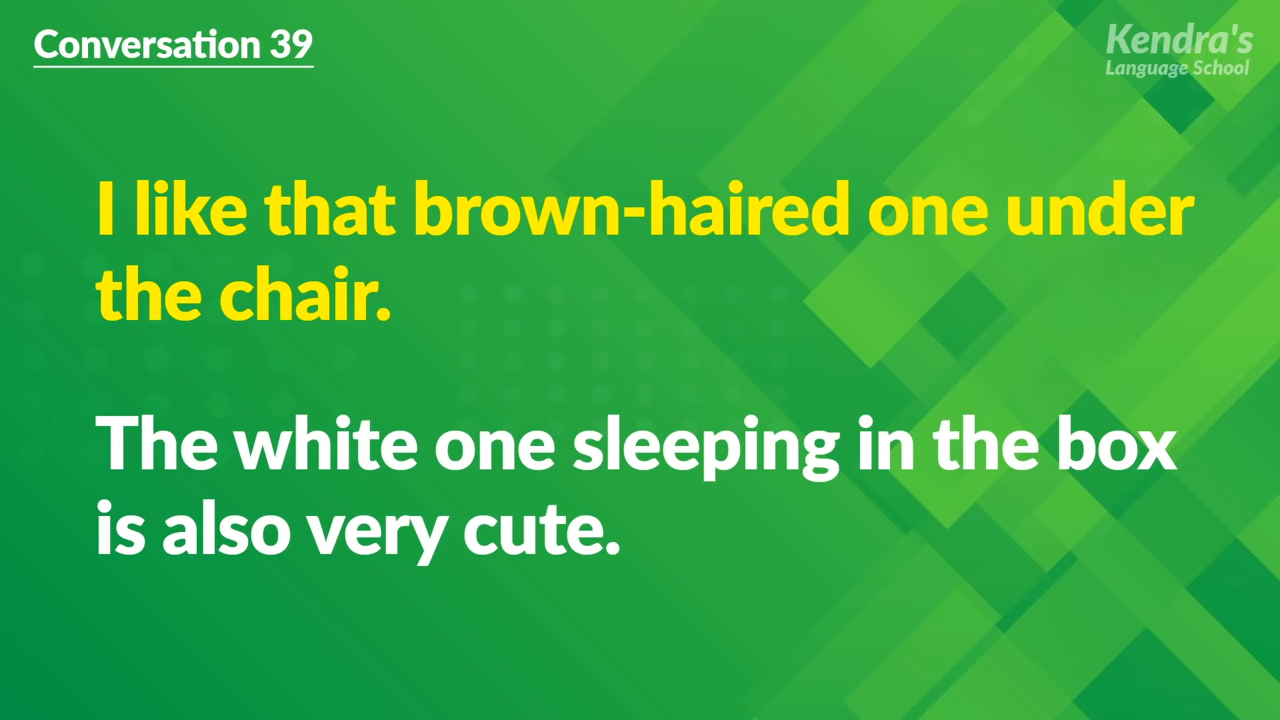 Conversation 39
Kendra's
Language School
I like that brown-haired one under
the chair.
The white one sleeping in the box
is also very cute.